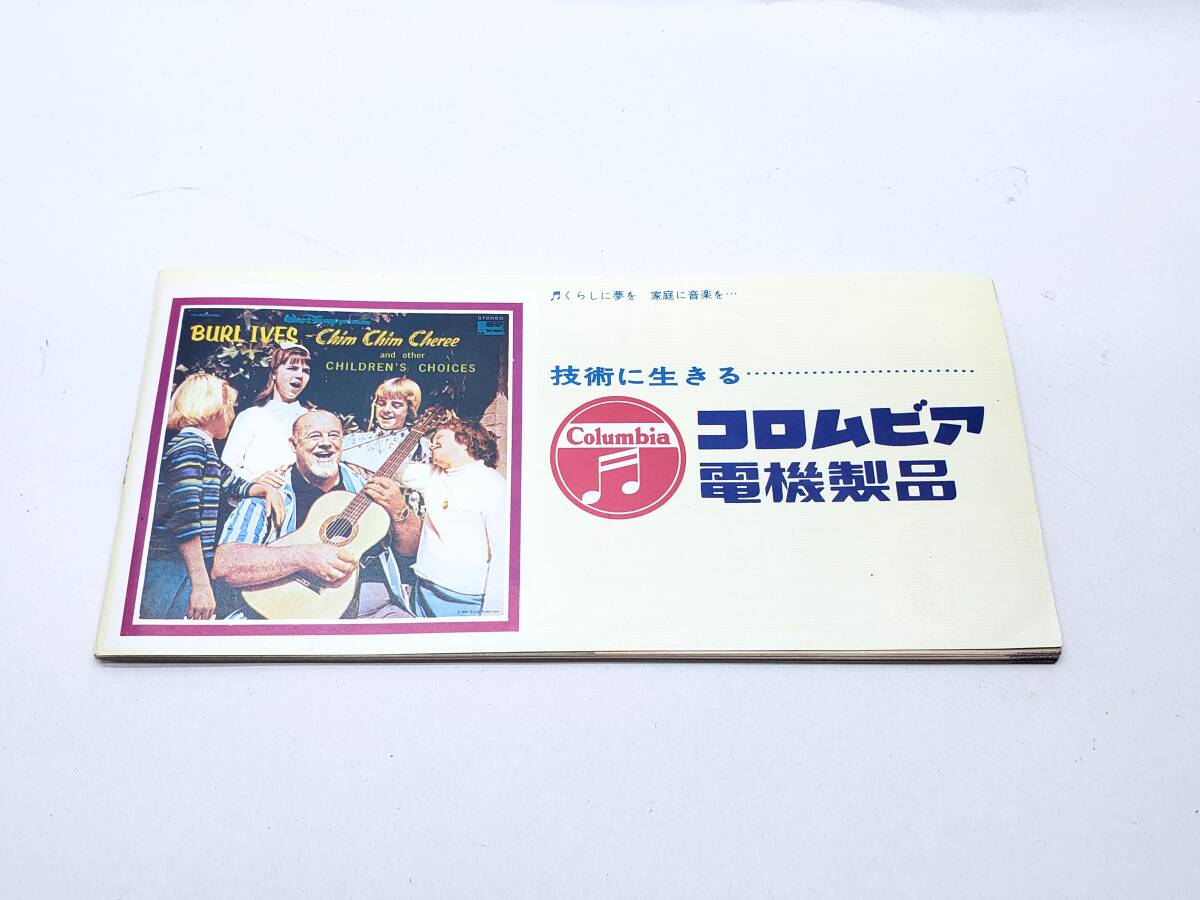 STEREO
BURL IVES - Chim Chim Cheree
and other
CHILDREN'S CHOICES
♬くらしに夢を 家庭に音楽を…
技術に生きる…………………………
Columbia
コロムビア
電機製品